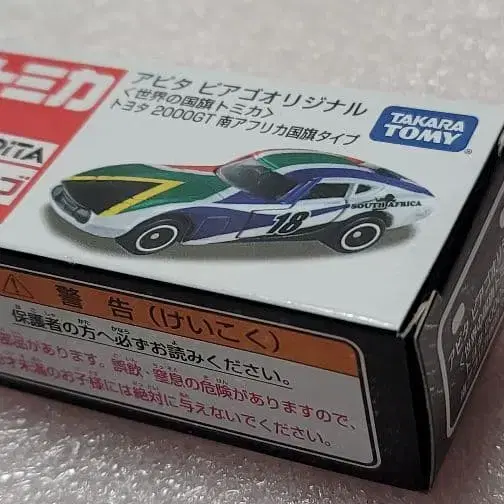 トミカ
アピタ ピアゴオリジナル
〈世界の国旗トミカ〉
トヨタ 2000GT 南アフリカ国旗タイプ
TAKARA
TOMY
DiTA
ゴ
18
SOUTH AFRICA
警告(けいこく)
保護者の方へ必ずお読みください。
部品があります。誤飲・窒息の危険がありますので、
才未満のお子様には絶対に与えないでください。